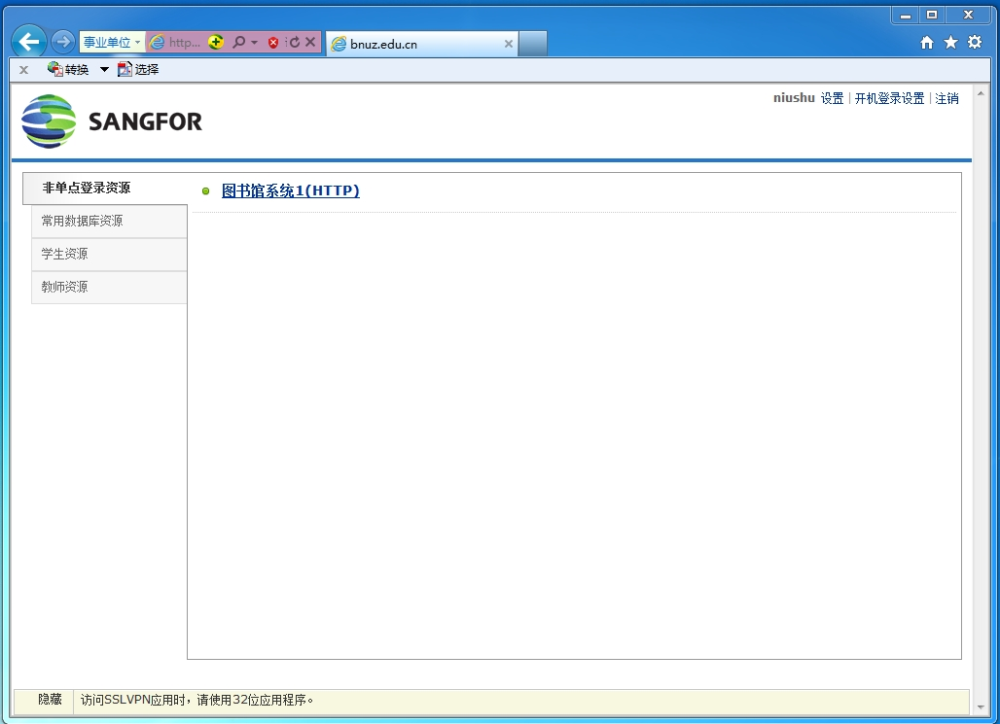 事业单位 http... bnuz.edu.cn
转换 选择
niushu 设置 | 开机登录设置 | 注销
SANGFOR
非单点登录资源
图书馆系统1(HTTP)
常用数据库资源
学生资源
教师资源
隐藏 访问SSLVPN应用时，请使用32位应用程序。